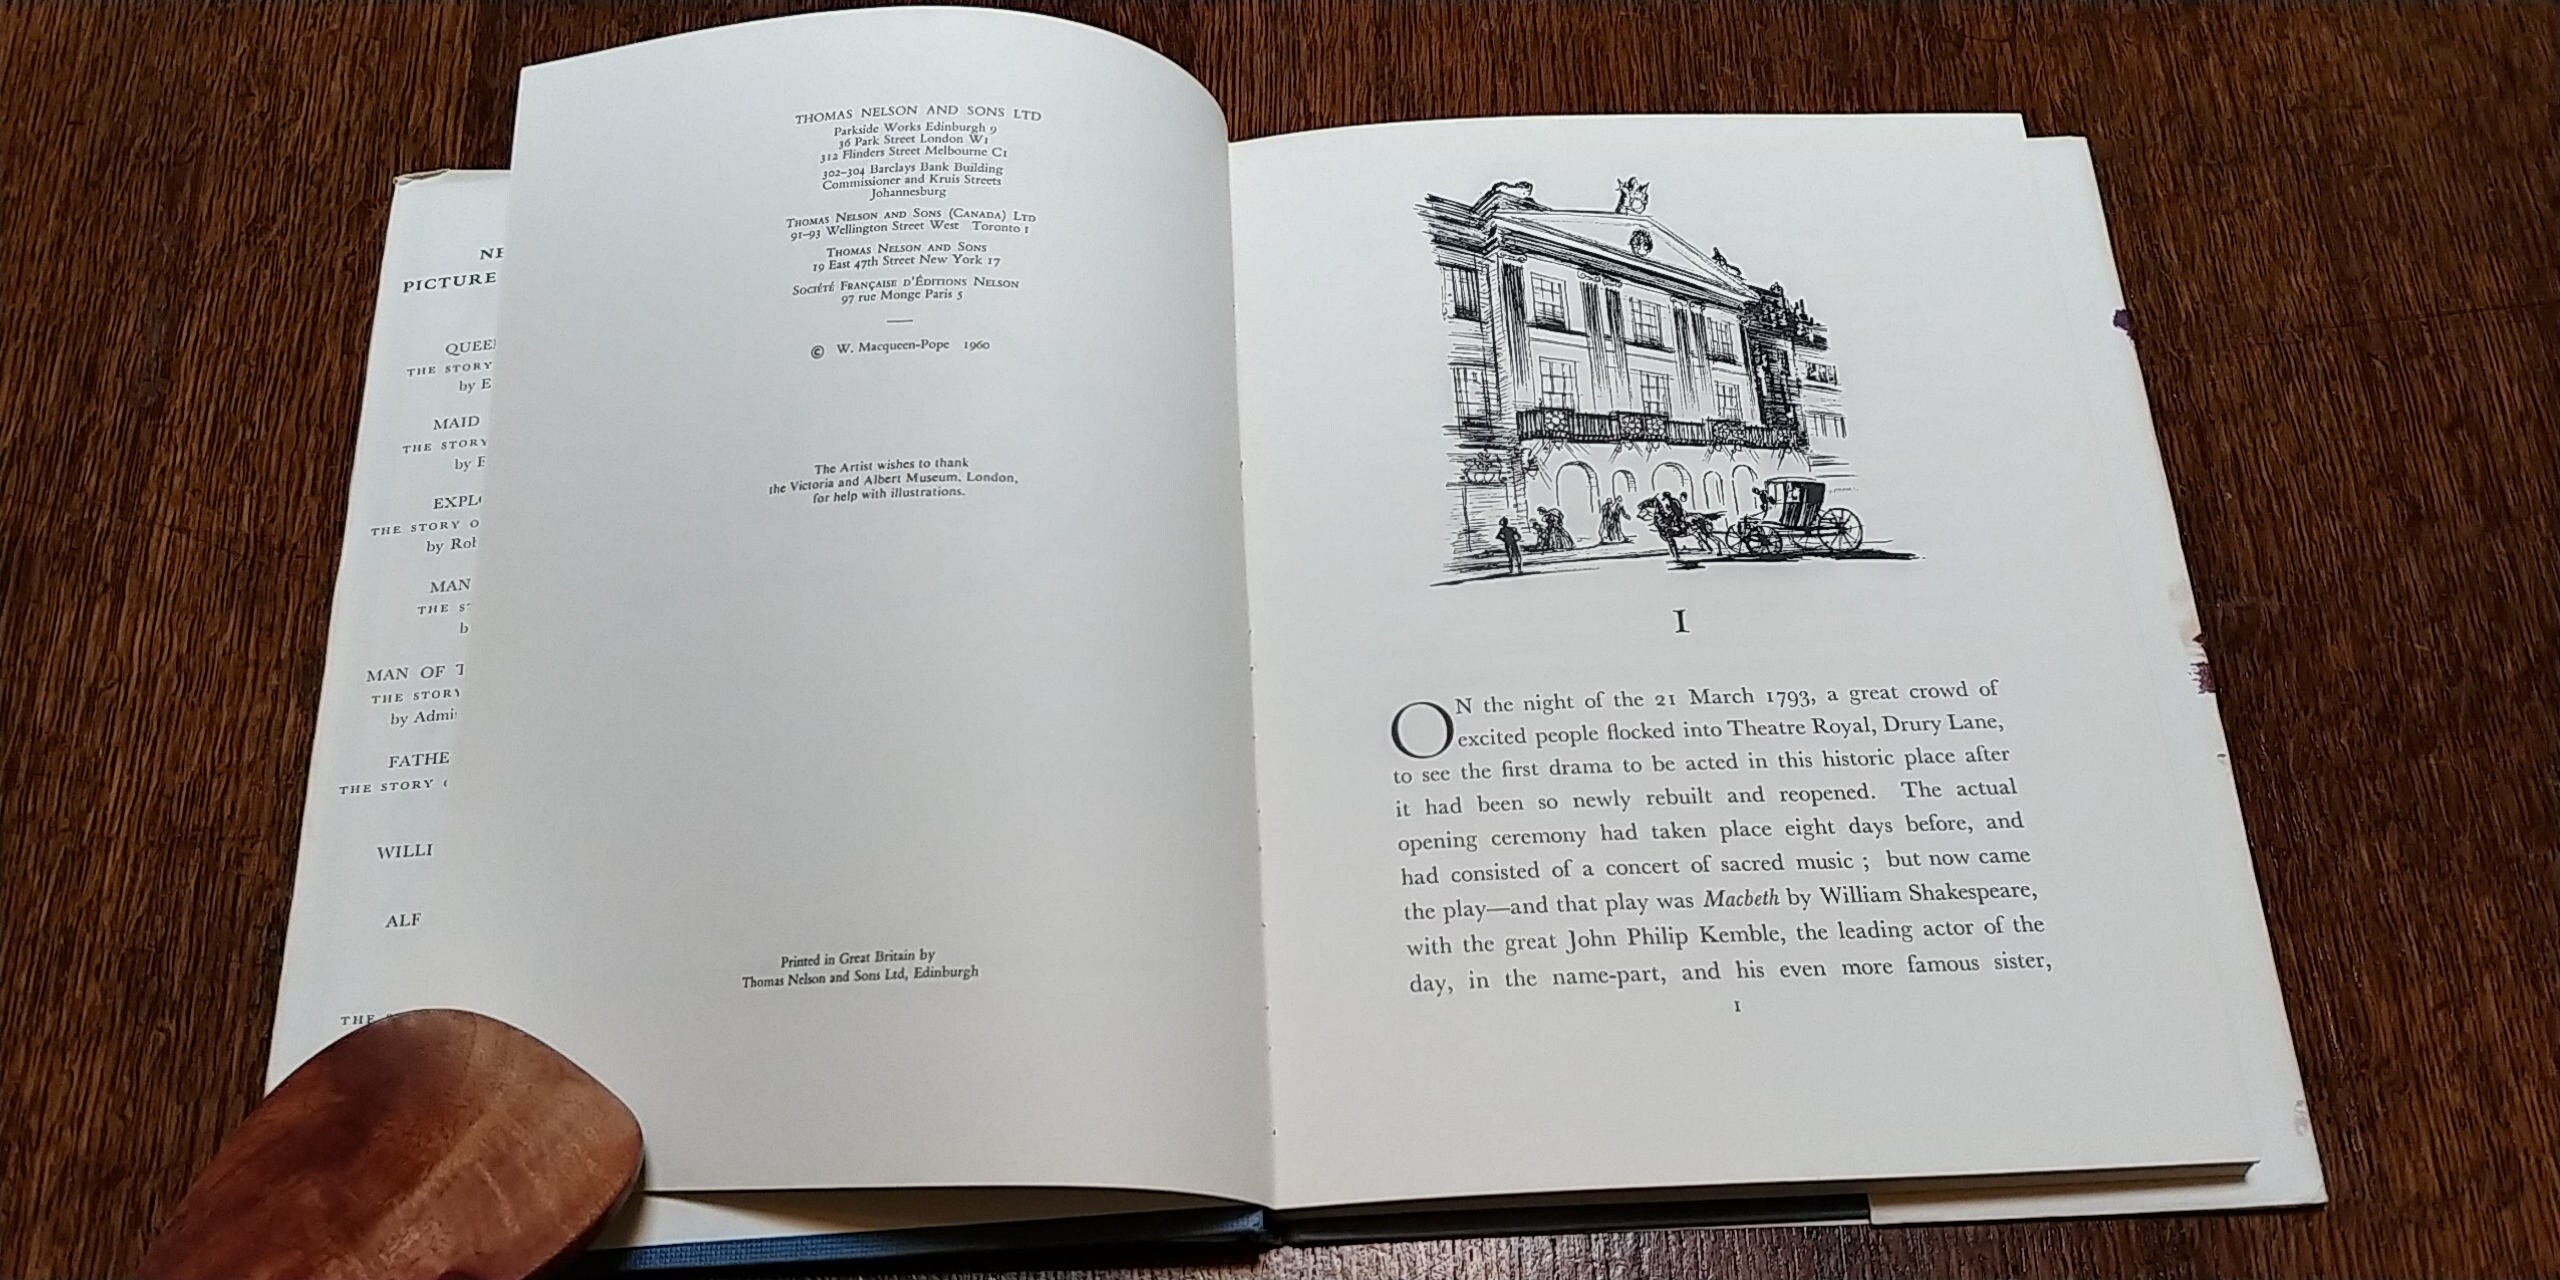 NE
PICTURE
QUEE
THE STORY
by E
MAID
THE STORY
by
EXPL
THE STORY O
by Rob
MAN
THE S
b
MAN OF T
THE STORY
by Admi
FATHE
THE STORY
WILLI
ALF
THE
THOMAS NELSON AND SONS LTD
Parkside Works Edinburgh 9
36 Park Street London W1
312 Flinders Street Melbourne C1
302–304 Barclays Bank Building
Commissioner and Kruis Streets
Johannesburg
THOMAS NELSON AND SONS (CANADA) LTD
91–93 Wellington Street West Toronto 1
THOMAS NELSON AND SONS
19 East 47th Street New York 17
SOCIÉTÉ FRANÇAISE D'ÉDITIONS NELSON
97 rue Monge Paris 5
© W. Macqueen-Pope 1960
The Artist wishes to thank
the Victoria and Albert Museum, London,
for help with illustrations.
Printed in Great Britain by
Thomas Nelson and Sons Ltd, Edinburgh
I
ON the night of the 21 March 1793, a great crowd of
excited people flocked into Theatre Royal, Drury Lane,
to see the first drama to be acted in this historic place after
it had been so newly rebuilt and reopened. The actual
opening ceremony had taken place eight days before, and
had consisted of a concert of sacred music ; but now came
the play—and that play was Macbeth by William Shakespeare,
with the great John Philip Kemble, the leading actor of the
day, in the name-part, and his even more famous sister,
1